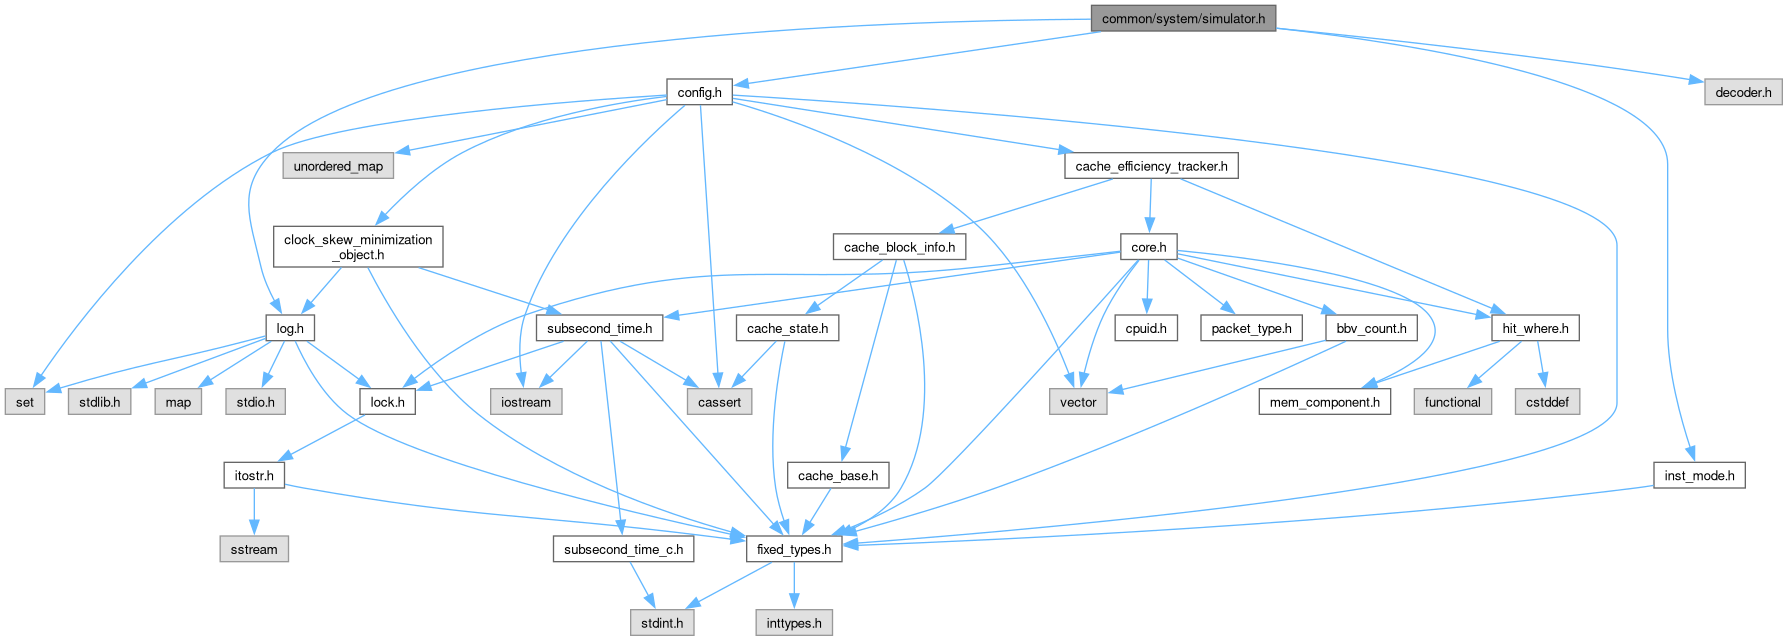 common/system/simulator.h
config.h
decoder.h
unordered_map
cache_efficiency_tracker.h
clock_skew_minimization
_object.h
cache_block_info.h
core.h
log.h
subsecond_time.h
cache_state.h
cpuid.h
packet_type.h
bbv_count.h
hit_where.h
set
stdlib.h
map
stdio.h
lock.h
iostream
cassert
vector
mem_component.h
functional
cstddef
itostr.h
cache_base.h
inst_mode.h
sstream
subsecond_time_c.h
fixed_types.h
stdint.h
inttypes.h